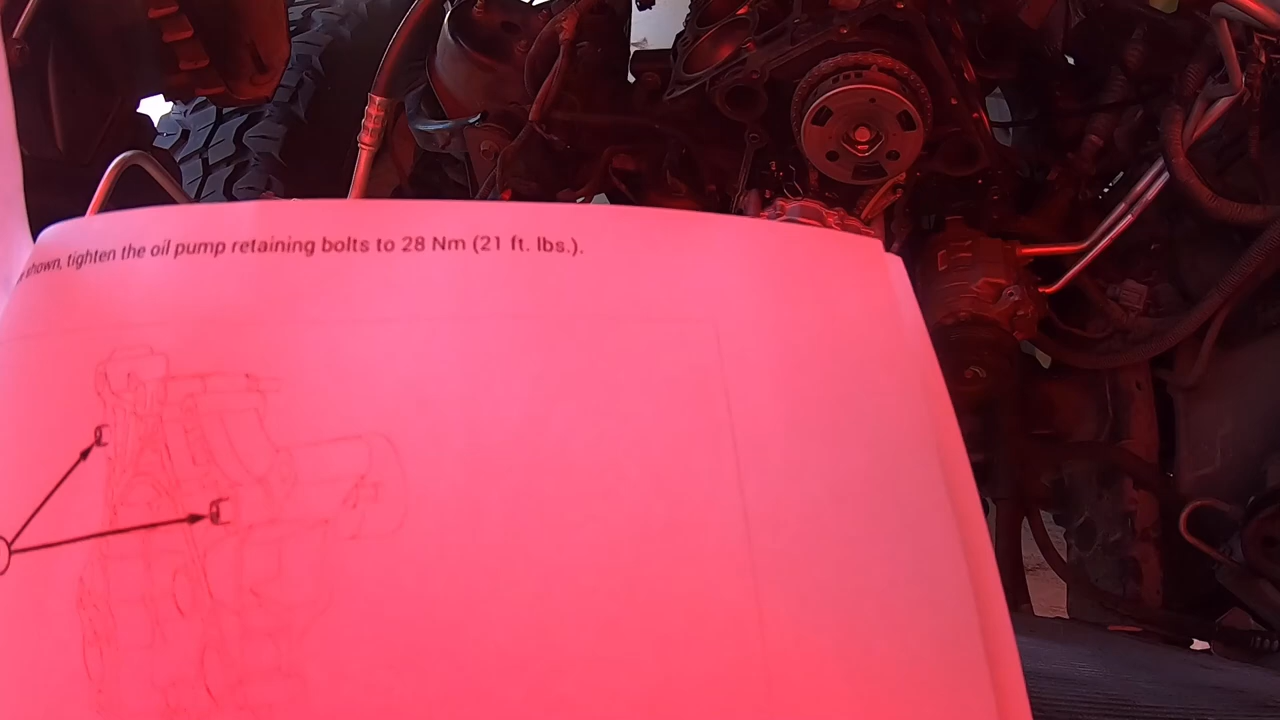 shown, tighten the oil pump retaining bolts to 28 Nm (21 ft. lbs.).